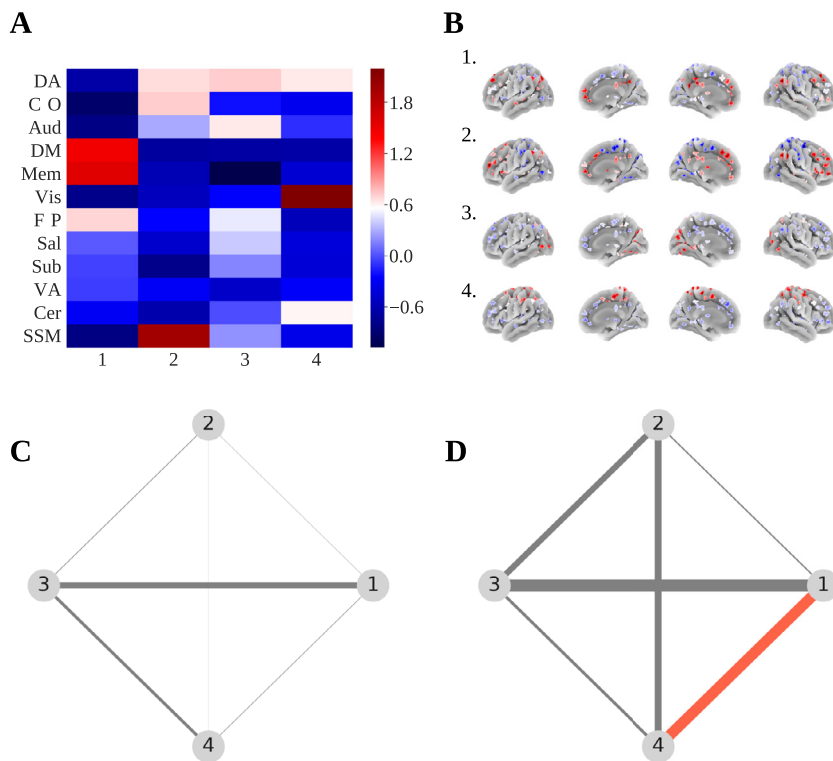 A
DA
C O
Aud
DM
Mem
Vis
F P
Sal
Sub
VA
Cer
SSM
1 2 3 4
1.8
1.2
0.6
0.0
−0.6
B
1.
2.
3.
4.
C
2
3
1
4
D
2
3
1
4